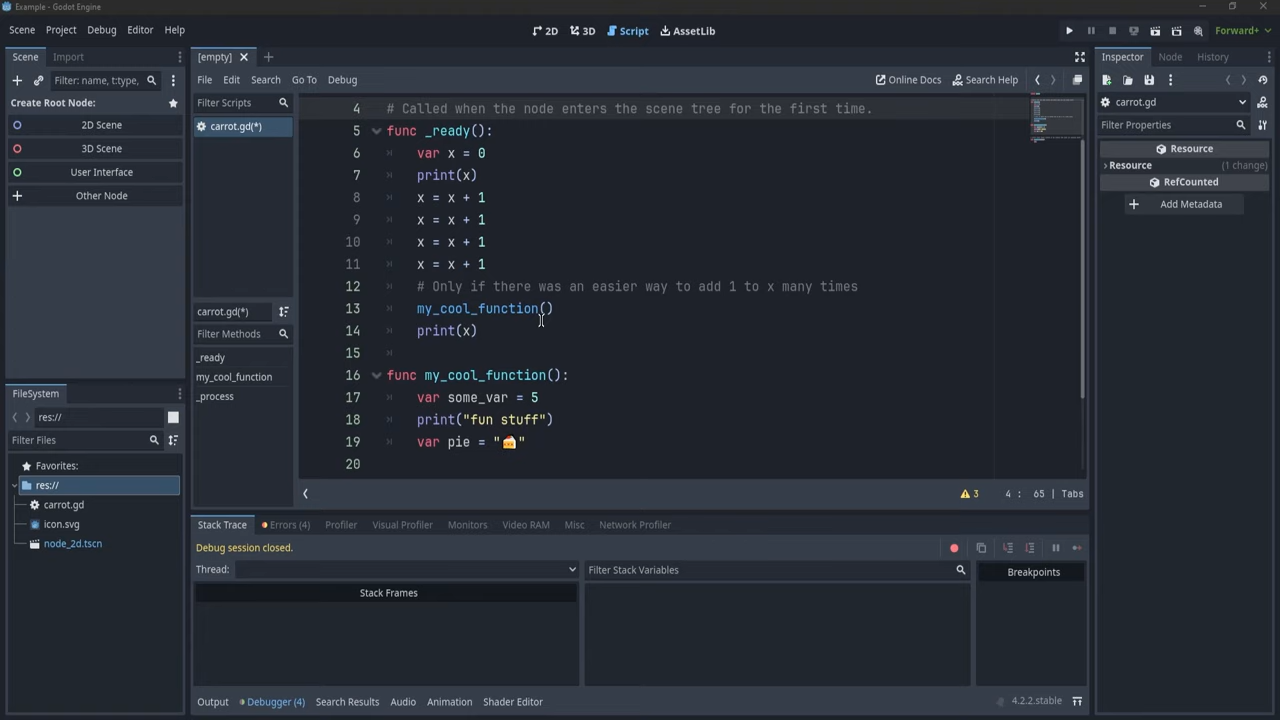 Example - Godot Engine
Scene Project Debug Editor Help
2D 3D Script AssetLib
Forward+
Scene Import
Filter: name, t:type,
Create Root Node:
2D Scene
3D Scene
User Interface
Other Node
FileSystem
res://
Filter Files
Favorites:
res://
carrot.gd
icon.svg
node_2d.tscn
[empty]
File Edit Search Go To Debug
Online Docs Search Help
Filter Scripts
carrot.gd(*)
carrot.gd(*)
Filter Methods
_ready
my_cool_function
_process
4 # Called when the node enters the scene tree for the first time.
5 func _ready():
6 var x = 0
7 print(x)
8 x = x + 1
9 x = x + 1
10 x = x + 1
11 x = x + 1
12 # Only if there was an easier way to add 1 to x many times
13 my_cool_function()
14 print(x)
15
16 func my_cool_function():
17 var some_var = 5
18 print("fun stuff")
19 var pie = "🍰"
20
3 4 : 65 | Tabs
Stack Trace Errors (4) Profiler Visual Profiler Monitors Video RAM Misc Network Profiler
Debug session closed.
Thread:
Filter Stack Variables
Breakpoints
Stack Frames
Output Debugger (4) Search Results Audio Animation Shader Editor
4.2.2.stable
Inspector Node History
carrot.gd
Filter Properties
Resource
Resource (1 change)
RefCounted
Add Metadata